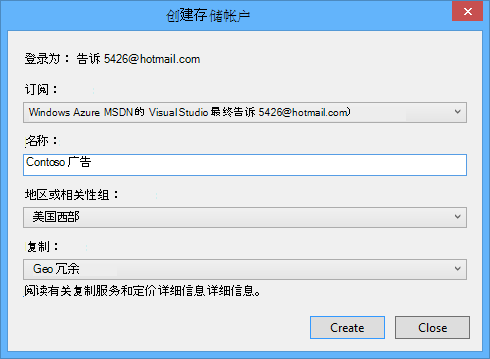 创建存储帐户
登录为： 告诉 5426@hotmail.com
订阅：
Windows Azure MSDN的 Visual Studio 最终告诉 5426@hotmail.com）
名称：
Contoso 广告
地区或相关性组：
美国西部
复制：
Geo 冗余
阅读有关复制服务和定价详细信息详细信息。
Create Close